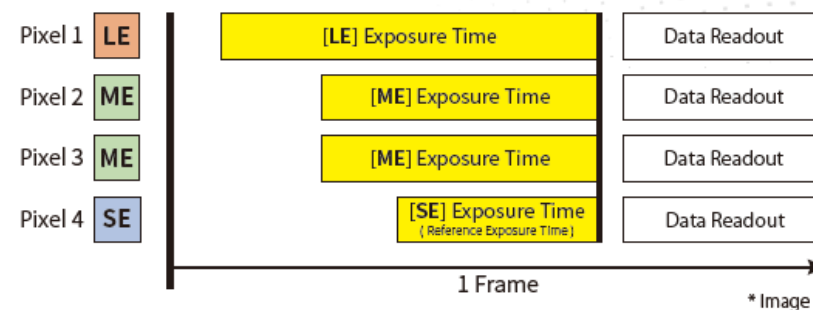 Pixel 1 LE [LE] Exposure Time Data Readout
Pixel 2 ME [ME] Exposure Time Data Readout
Pixel 3 ME [ME] Exposure Time Data Readout
Pixel 4 SE [SE] Exposure Time Data Readout
( Reference Exposure Time )
1 Frame
* Image